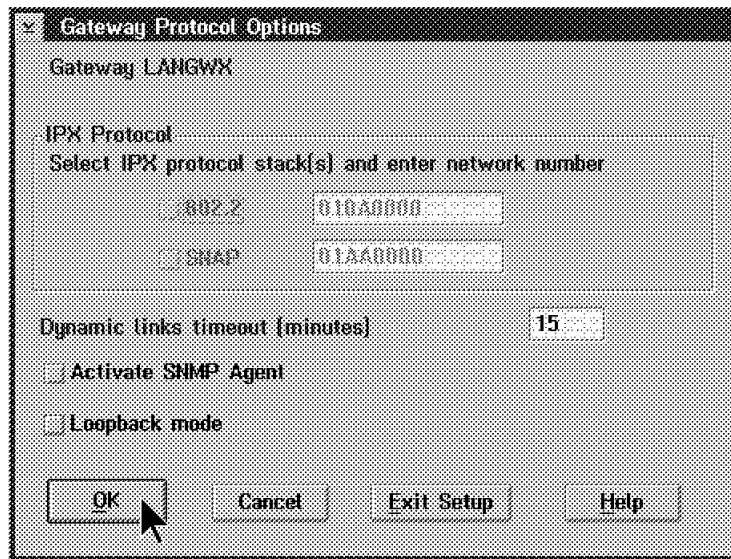 Gateway Protocol Options
Gateway LANGWX
IPX Protocol
Select IPX protocol stack(s) and enter network number
802.2 010A0000
SNAP 01AA0000
Dynamic links timeout (minutes) 15
Activate SNMP Agent
Loopback mode
OK Cancel Exit Setup Help